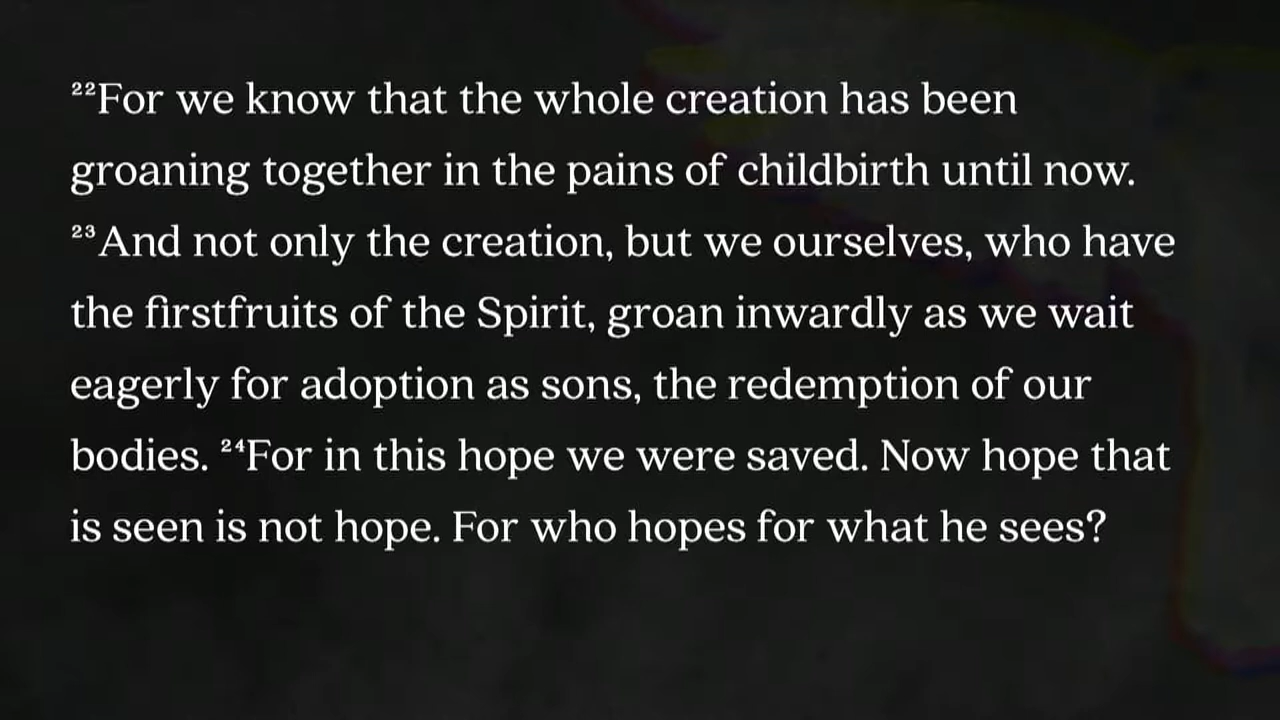 ²²For we know that the whole creation has been
groaning together in the pains of childbirth until now.
²³And not only the creation, but we ourselves, who have
the firstfruits of the Spirit, groan inwardly as we wait
eagerly for adoption as sons, the redemption of our
bodies. ²⁴For in this hope we were saved. Now hope that
is seen is not hope. For who hopes for what he sees?